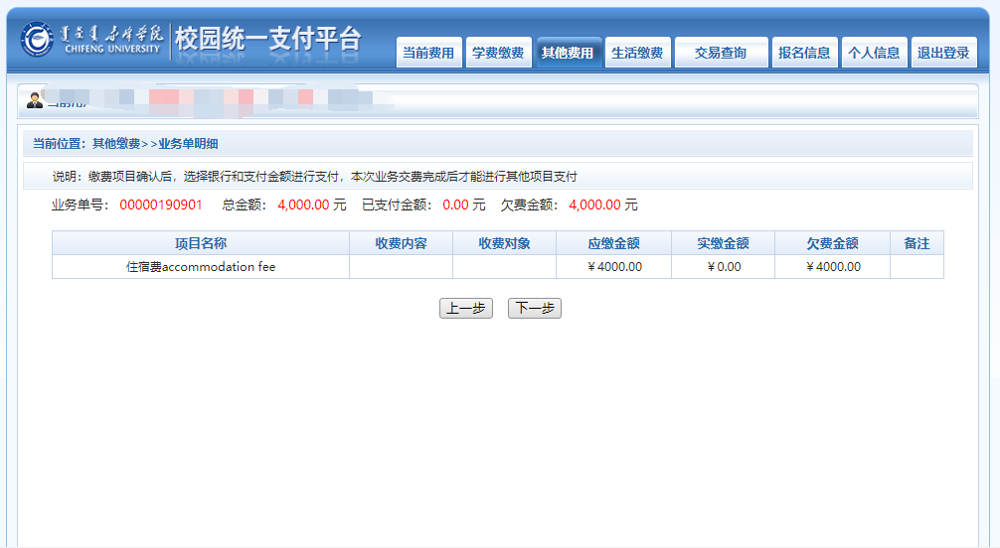 赤峰学院
CHIFENG UNIVERSITY
校园统一支付平台
当前费用 学费缴费 其他费用 生活缴费 交易查询 报名信息 个人信息 退出登录
当前位置：其他缴费>>业务单明细
说明：缴费项目确认后，选择银行和支付金额进行支付，本次业务交费完成后才能进行其他项目支付
业务单号： 00000190901 总金额： 4,000.00 元 已支付金额： 0.00 元 欠费金额： 4,000.00 元
项目名称 收费内容 收费对象 应缴金额 实缴金额 欠费金额 备注
住宿费accommodation fee ￥4000.00 ￥0.00 ￥4000.00
上一步 下一步